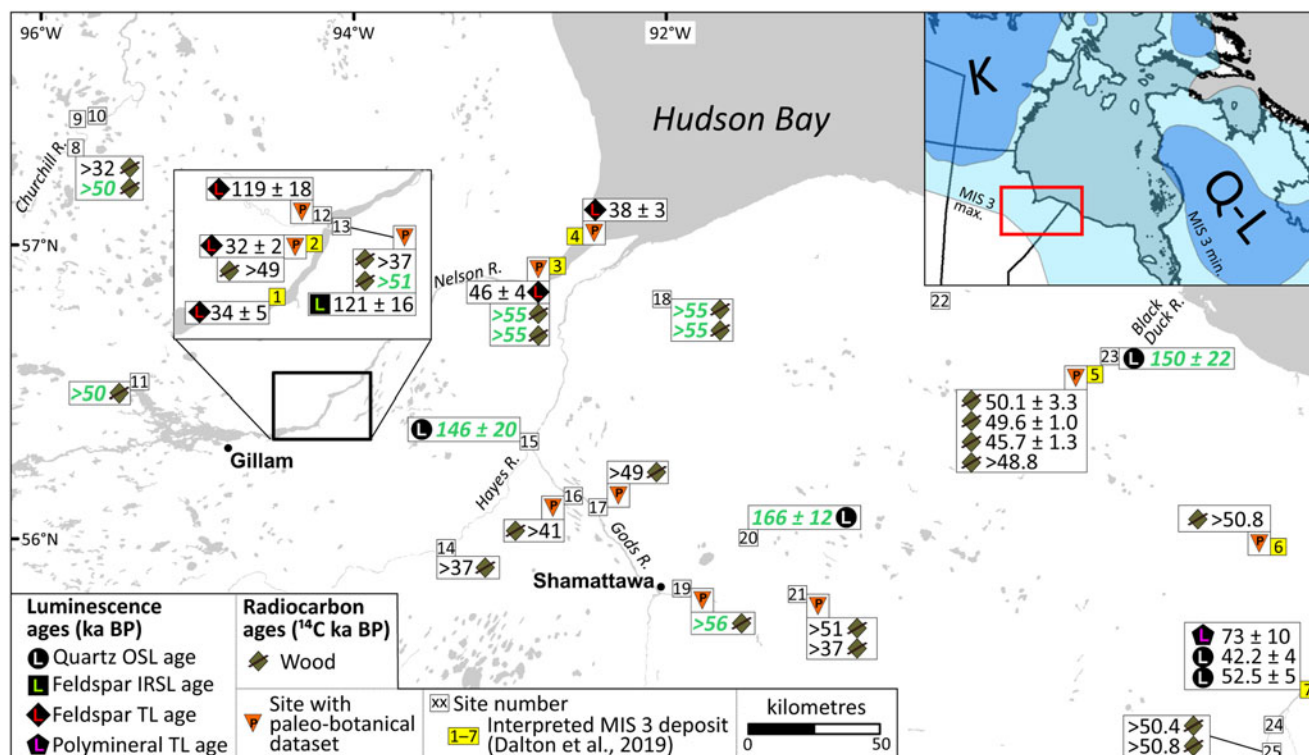 96°W
94°W
92°W
Hudson Bay
K
Q-L
MIS 3 max.
MIS 3 min.
9
10
8
Churchill R.
>32
>50
57°N
L 119 ± 18
P
12
13
P
L 32 ± 2
P
2
>49
>37
>51
L 121 ± 16
1
L 34 ± 5
Nelson R.
L 38 ± 3
4
P
P
3
46 ± 4 L
>55
>55
18
>55
>55
22
Black Duck R.
23
L 150 ± 22
P
5
50.1 ± 3.3
49.6 ± 1.0
45.7 ± 1.3
>48.8
11
>50
Gillam
L 146 ± 20
15
Hayes R.
>49
P
16
17
P
>41
Gods R.
166 ± 12 L
20
>50.8
P
6
56°N
14
>37
Shamattawa
19
P
>56
21
P
>51
>37
L 73 ± 10
L 42.2 ± 4
L 52.5 ± 5
7
24
>50.4
>50.8
25
Luminescence ages (ka BP)
L Quartz OSL age
L Feldspar IRSL age
L Feldspar TL age
L Polymineral TL age
Radiocarbon ages (¹⁴C ka BP)
Wood
P Site with paleo-botanical dataset
xx Site number
1–7 Interpreted MIS 3 deposit (Dalton et al., 2019)
kilometres
0
50